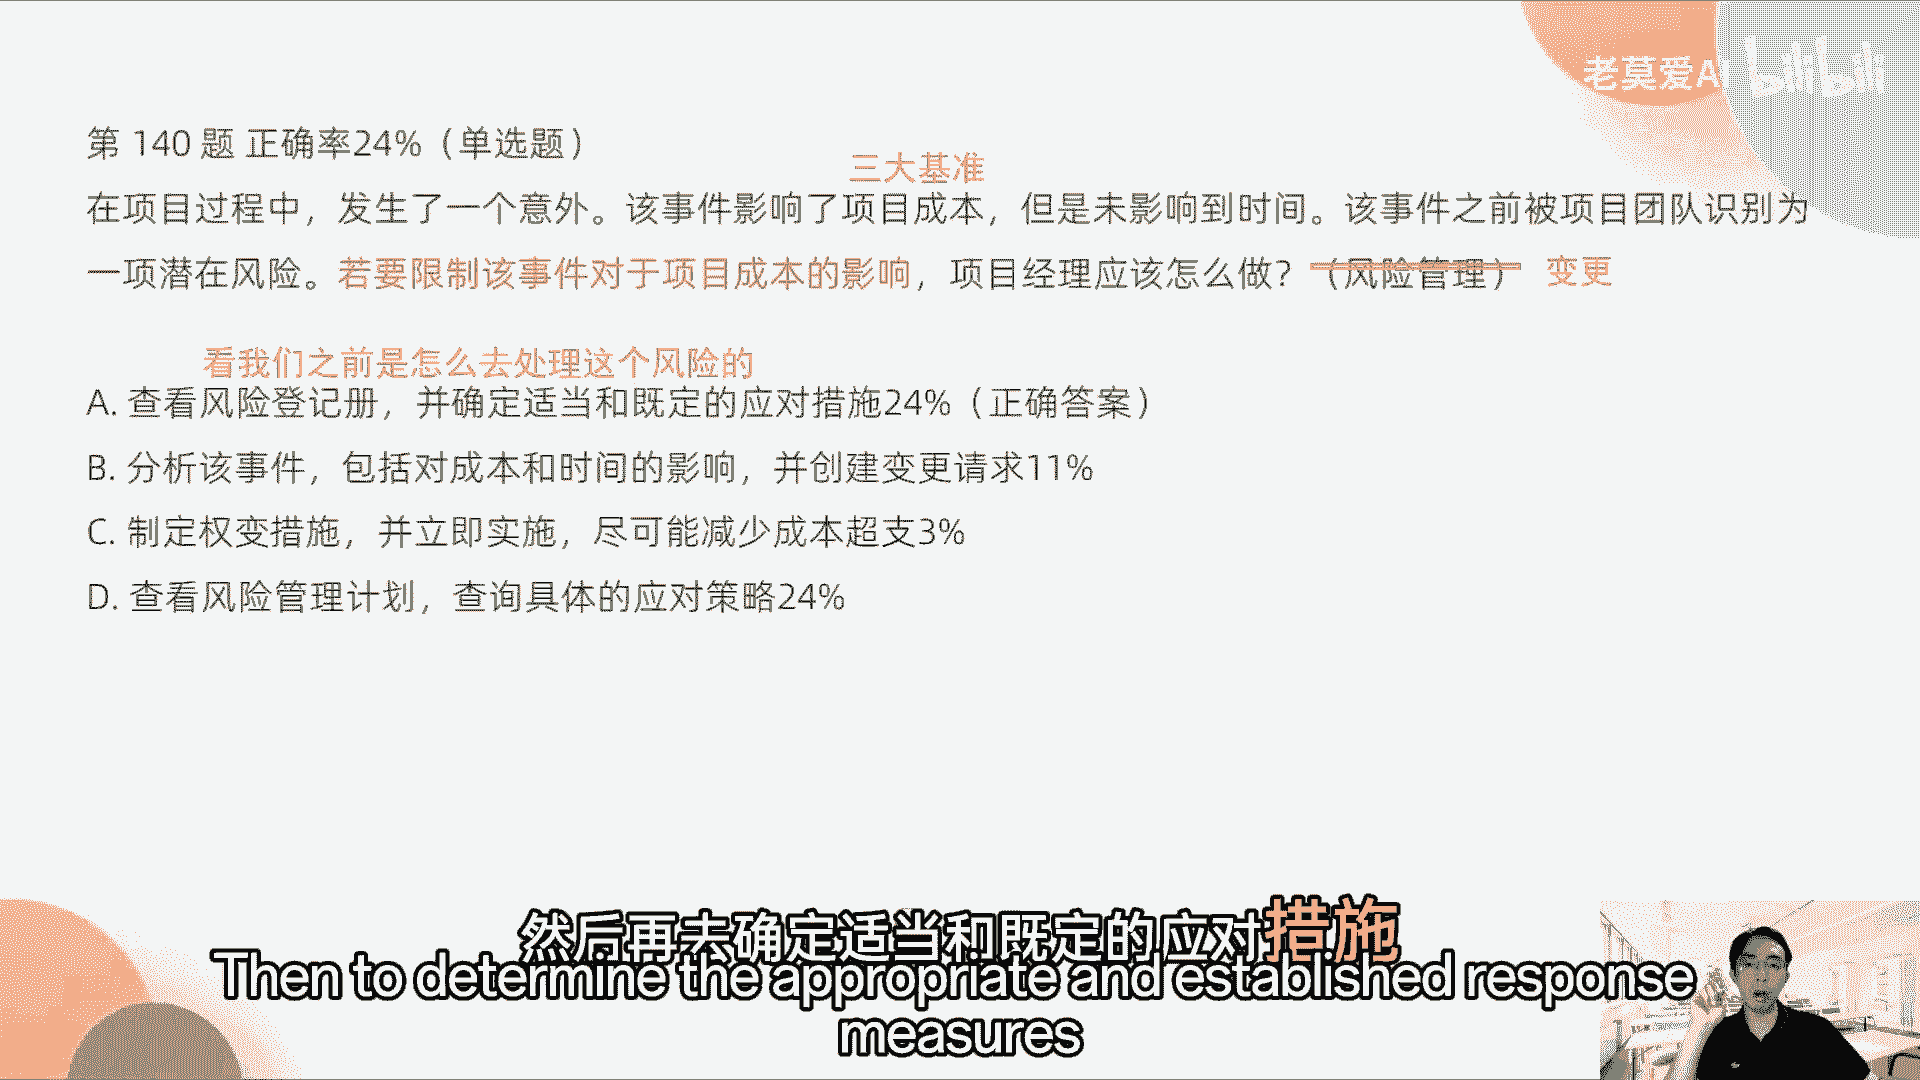 老莫爱A
bilibili
第 140 题 正确率24%（单选题）
三大基准
在项目过程中，发生了一个意外。该事件影响了项目成本，但是未影响到时间。该事件之前被项目团队识别为
一项潜在风险。若要限制该事件对于项目成本的影响，项目经理应该怎么做？（风险管理） 变更
看我们之前是怎么去处理这个风险的
A. 查看风险登记册，并确定适当和既定的应对措施24%（正确答案）
B. 分析该事件，包括对成本和时间的影响，并创建变更请求11%
C. 制定权变措施，并立即实施，尽可能减少成本超支3%
D. 查看风险管理计划，查询具体的应对策略24%
然后再去确定适当和既定的应对措施
Then to determine the appropriate and established response
measures